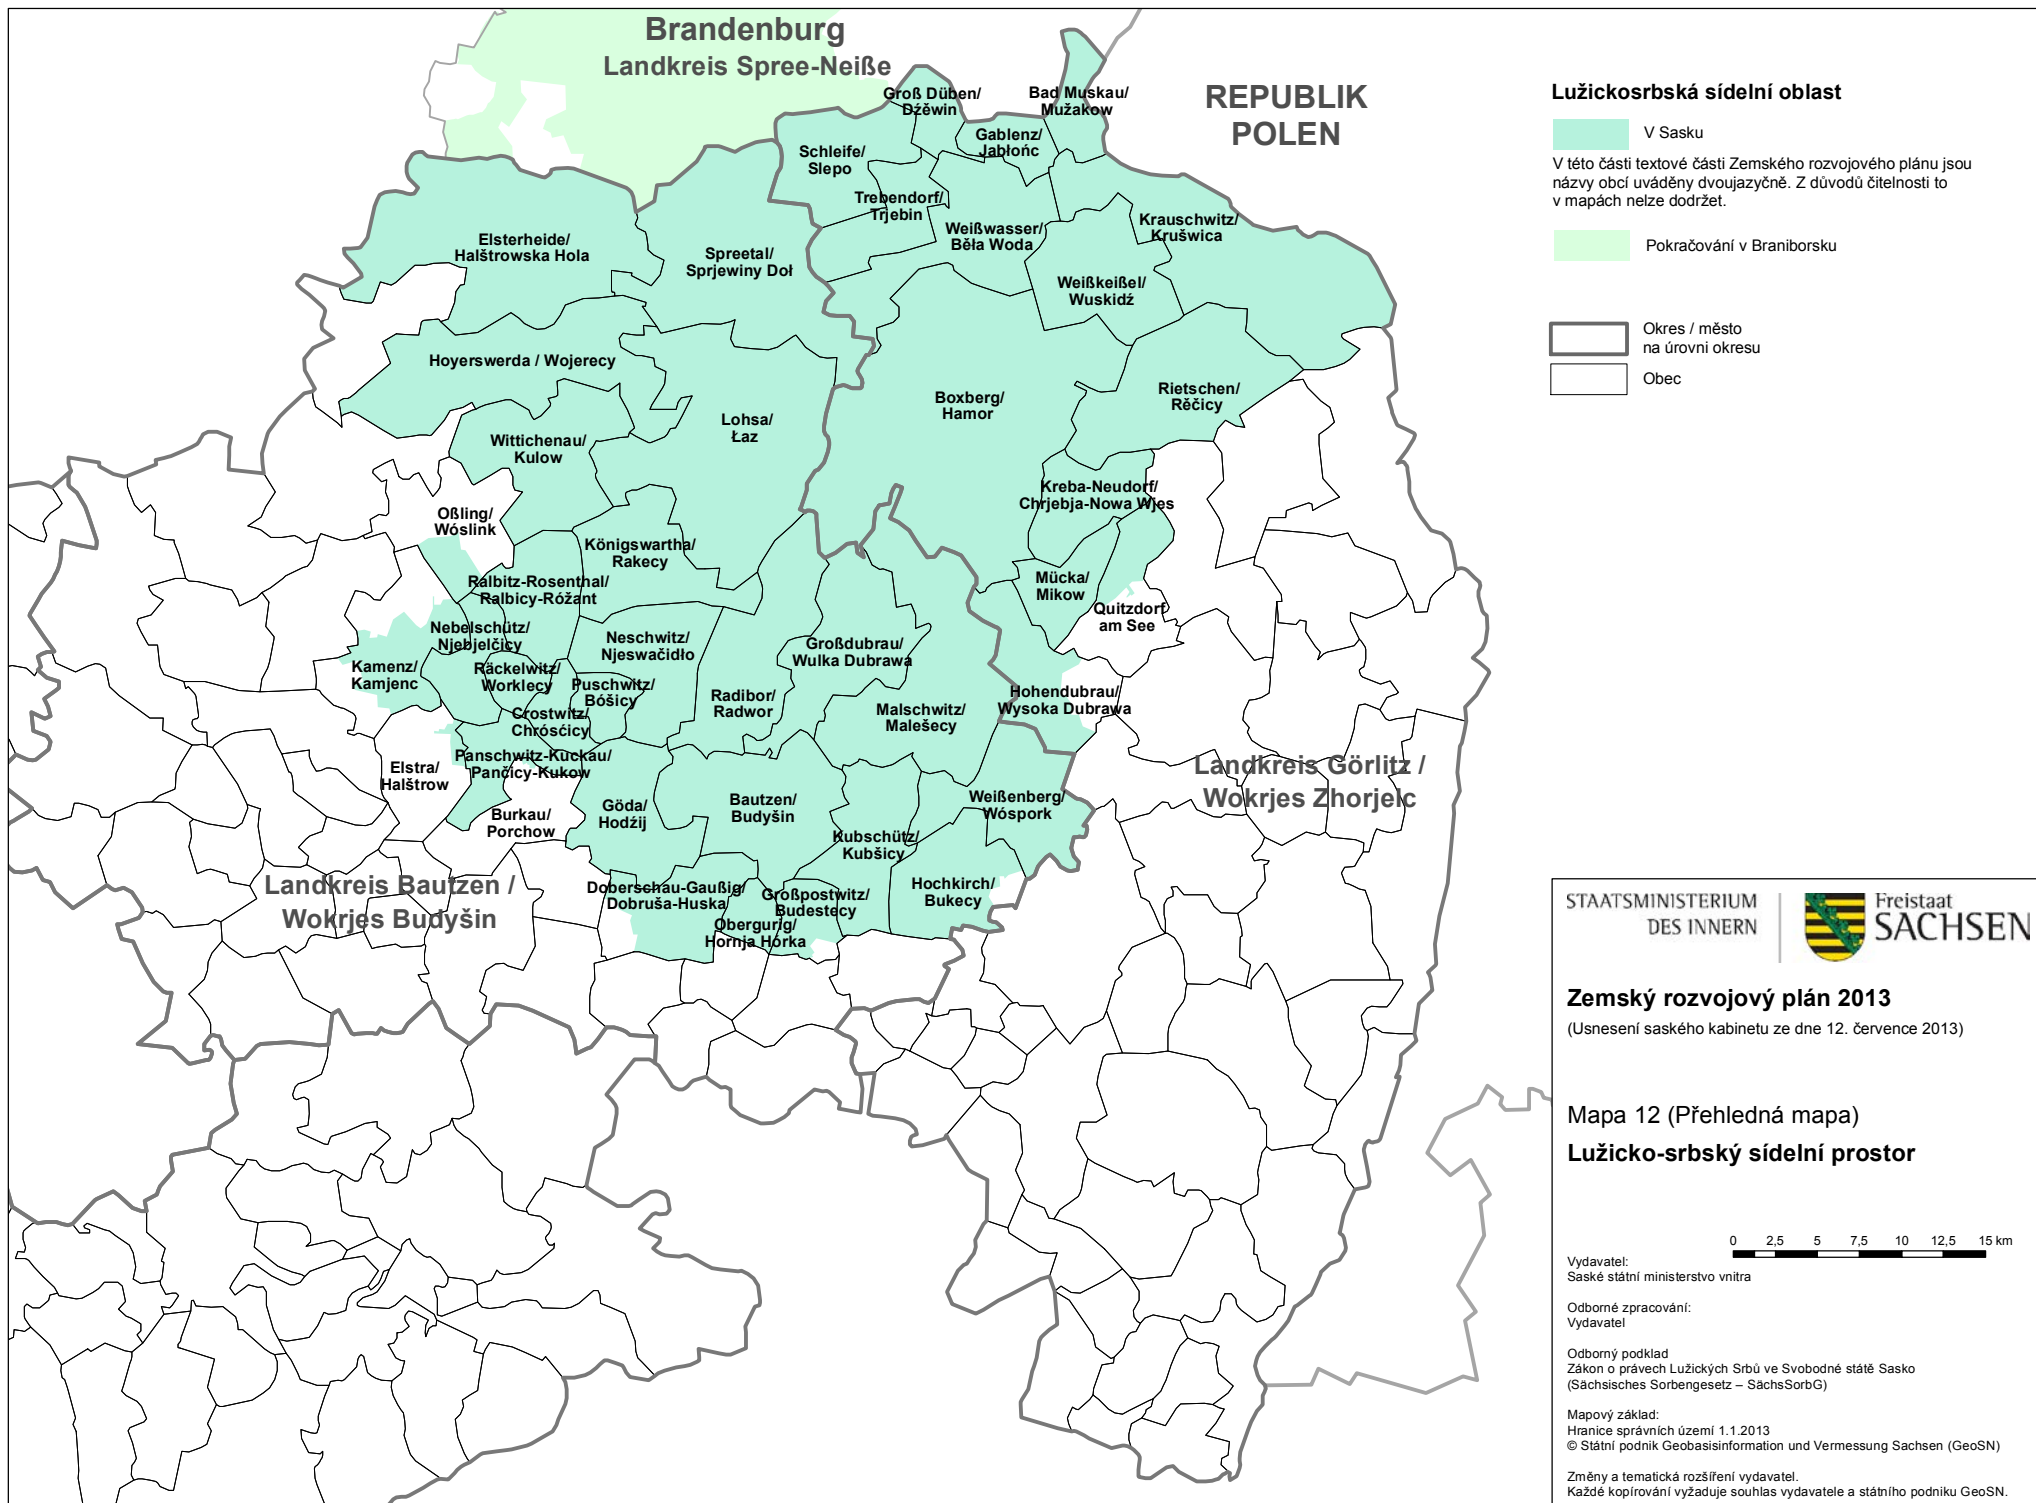 Brandenburg
Landkreis Spree-Neiße
REPUBLIK
POLEN
Groß Düben/
Dźěwin
Bad Muskau/
Mužakow
Gablenz/
Jabłońc
Schleife/
Slepo
Trebendorf/
Trjebin
Weißwasser/
Běła Woda
Krauschwitz/
Krušwica
Elsterheide/
Halštrowska Hola
Spreetal/
Sprjewiny Doł
Weißkeißel/
Wuskidź
Hoyerswerda / Wojerecy
Boxberg/
Hamor
Rietschen/
Rěčicy
Lohsa/
Łaz
Wittichenau/
Kulow
Kreba-Neudorf/
Chrjebja-Nowa Wjes
Oßling/
Wóslink
Königswartha/
Rakecy
Ralbitz-Rosenthal/
Ralbicy-Róžant
Mücka/
Mikow
Quitzdorf
am See
Nebelschütz/
Njebjelčicy
Neschwitz/
Njeswačidło
Großdubrau/
Wulka Dubrawa
Kamenz/
Kamjenc
Räckelwitz/
Worklecy
Puschwitz/
Bóšicy
Radibor/
Radwor
Hohendubrau/
Wysoka Dubrawa
Malschwitz/
Malešecy
Crostwitz/
Chrósćicy
Panschwitz-Kuckau/
Pančicy-Kukow
Elstra/
Halštrow
Landkreis Görlitz /
Wokrjes Zhorjelc
Burkau/
Porchow
Göda/
Hodźij
Bautzen/
Budyšin
Weißenberg/
Wóspork
Kubschütz/
Kubšicy
Landkreis Bautzen /
Wokrjes Budyšin
Doberschau-Gaußig/
Dobruša-Huska
Großpostwitz/
Budestecy
Hochkirch/
Bukecy
Obergurig/
Hornja Hórka
Lužickosrbská sídelní oblast
V Sasku
V této části textové části Zemského rozvojového plánu jsou
názvy obcí uváděny dvoujazyčně. Z důvodů čitelnosti to
v mapách nelze dodržet.
Pokračování v Braniborsku
Okres / město
na úrovni okresu
Obec
STAATSMINISTERIUM
DES INNERN
Freistaat
SACHSEN
Zemský rozvojový plán 2013
(Usnesení saského kabinetu ze dne 12. července 2013)
Mapa 12 (Přehledná mapa)
Lužicko-srbský sídelní prostor
0 2,5 5 7,5 10 12,5 15 km
Vydavatel:
Saské státní ministerstvo vnitra
Odborné zpracování:
Vydavatel
Odborný podklad
Zákon o právech Lužických Srbů ve Svobodné státě Sasko
(Sächsisches Sorbengesetz – SächsSorbG)
Mapový základ:
Hranice správních území 1.1.2013
© Státní podnik Geobasisinformation und Vermessung Sachsen (GeoSN)
Změny a tematická rozšíření vydavatel.
Každé kopírování vyžaduje souhlas vydavatele a státního podniku GeoSN.